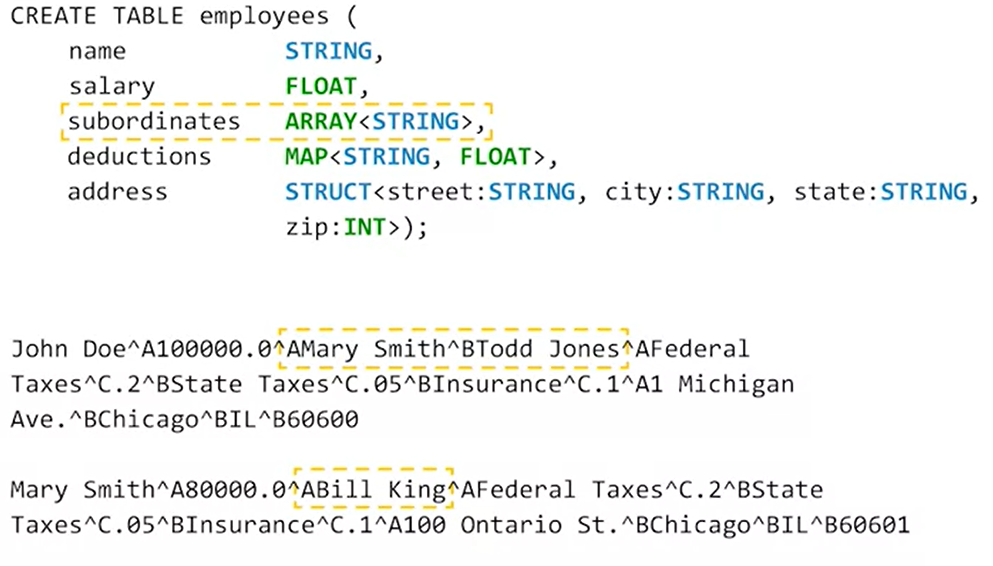 CREATE TABLE employees (
name STRING,
salary FLOAT,
subordinates ARRAY<STRING>,
deductions MAP<STRING, FLOAT>,
address STRUCT<street:STRING, city:STRING, state:STRING,
zip:INT>);
John Doe^A100000.0^AMary Smith^BTodd Jones^AFederal
Taxes^C.2^BState Taxes^C.05^BInsurance^C.1^A1 Michigan
Ave.^BChicago^BIL^B60600
Mary Smith^A80000.0^ABill King^AFederal Taxes^C.2^BState
Taxes^C.05^BInsurance^C.1^A100 Ontario St.^BChicago^BIL^B60601